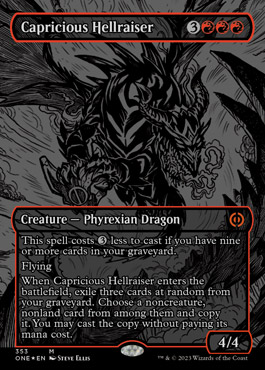 Capricious Hellraiser 3
Creature — Phyrexian Dragon
This spell costs 3 less to cast if you have nine
or more cards in your graveyard.
Flying
When Capricious Hellraiser enters the
battlefield, exile three cards at random from
your graveyard. Choose a noncreature,
nonland card from among them and copy
it. You may cast the copy without paying its
mana cost.
4/4
353 M
ONE ★ EN STEVE ELLIS ™ & © 2023 Wizards of the Coast